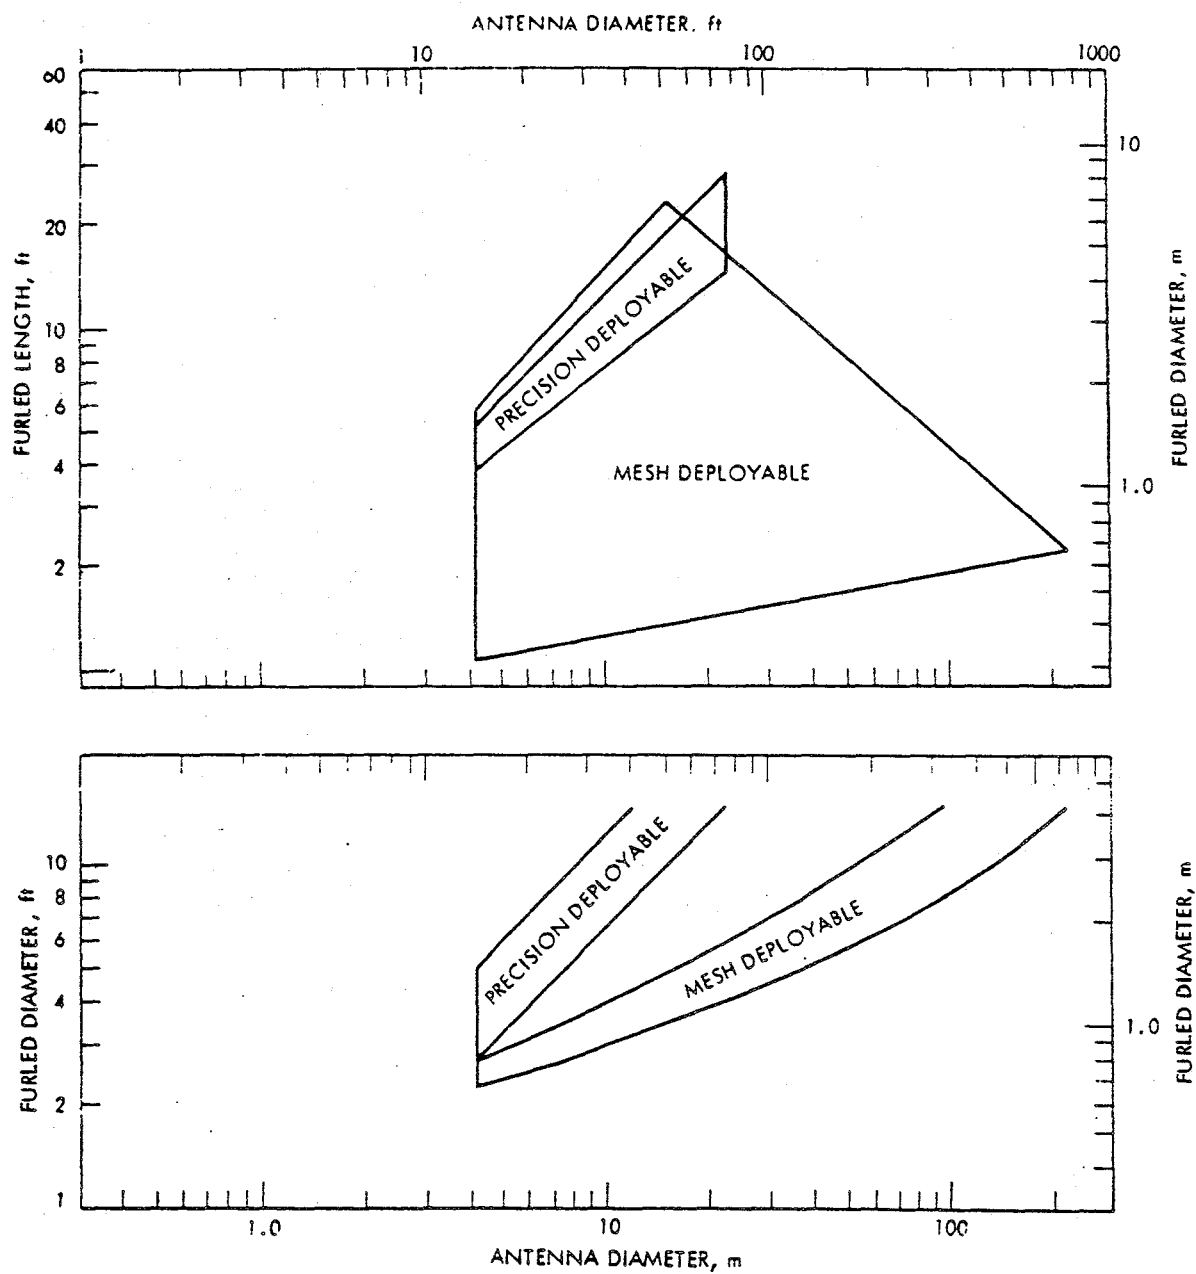 ANTENNA DIAMETER. ft
10 100 1000
60
40
20
10
8
6
4
2
FURLED LENGTH, ft
10
1.0
FURLED DIAMETER, m
PRECISION DEPLOYABLE
MESH DEPLOYABLE
10
8
6
4
2
1
FURLED DIAMETER, ft
PRECISION DEPLOYABLE
MESH DEPLOYABLE
1.0
FURLED DIAMETER, m
1.0 10 100
ANTENNA DIAMETER, m